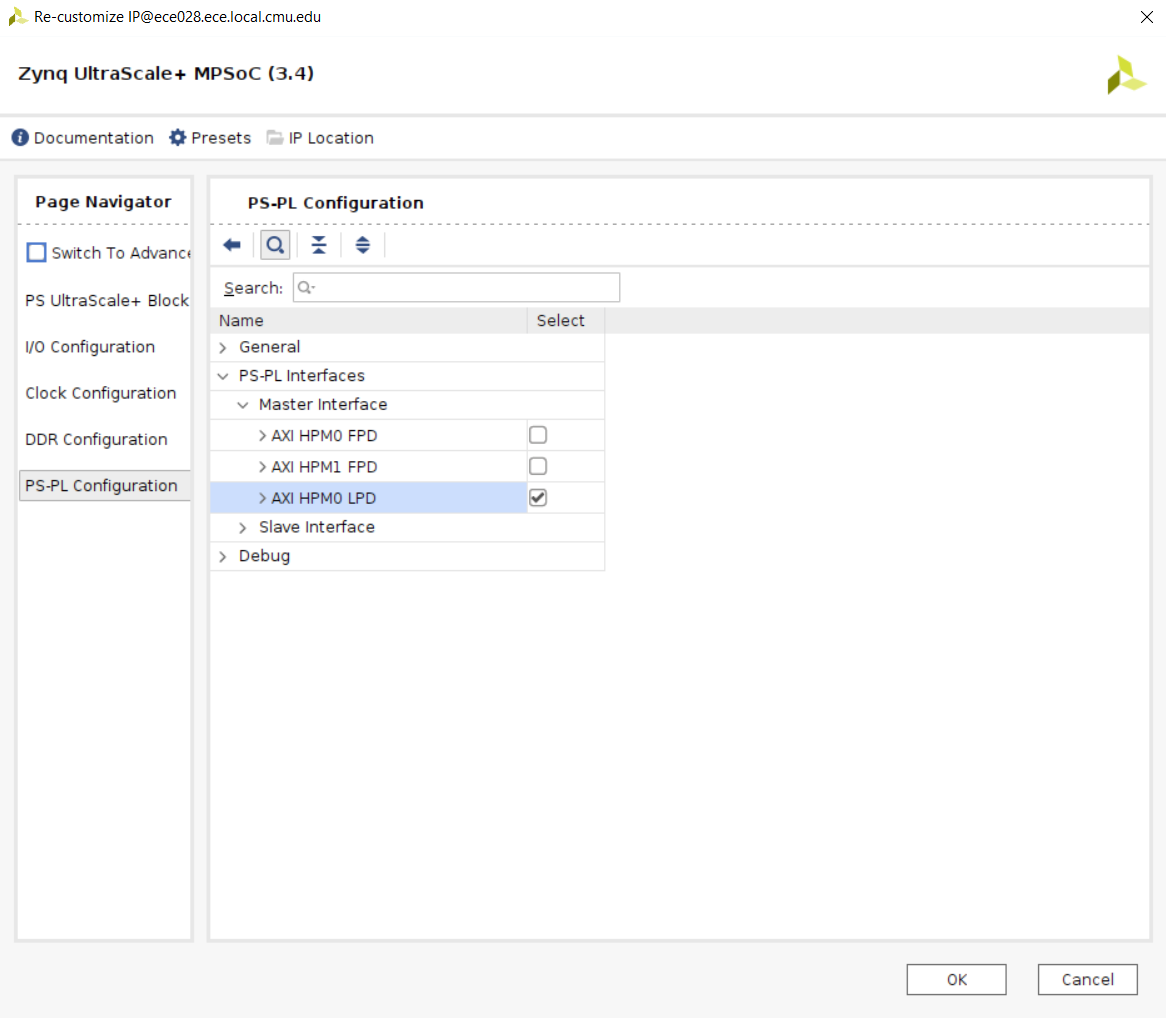 Re-customize IP@ece028.ece.local.cmu.edu
Zynq UltraScale+ MPSoC (3.4)
Documentation Presets IP Location
Page Navigator
Switch To Advance
PS UltraScale+ Block
I/O Configuration
Clock Configuration
DDR Configuration
PS-PL Configuration
PS-PL Configuration
Search:
Name Select
General
PS-PL Interfaces
Master Interface
AXI HPM0 FPD
AXI HPM1 FPD
AXI HPM0 LPD
Slave Interface
Debug
OK Cancel